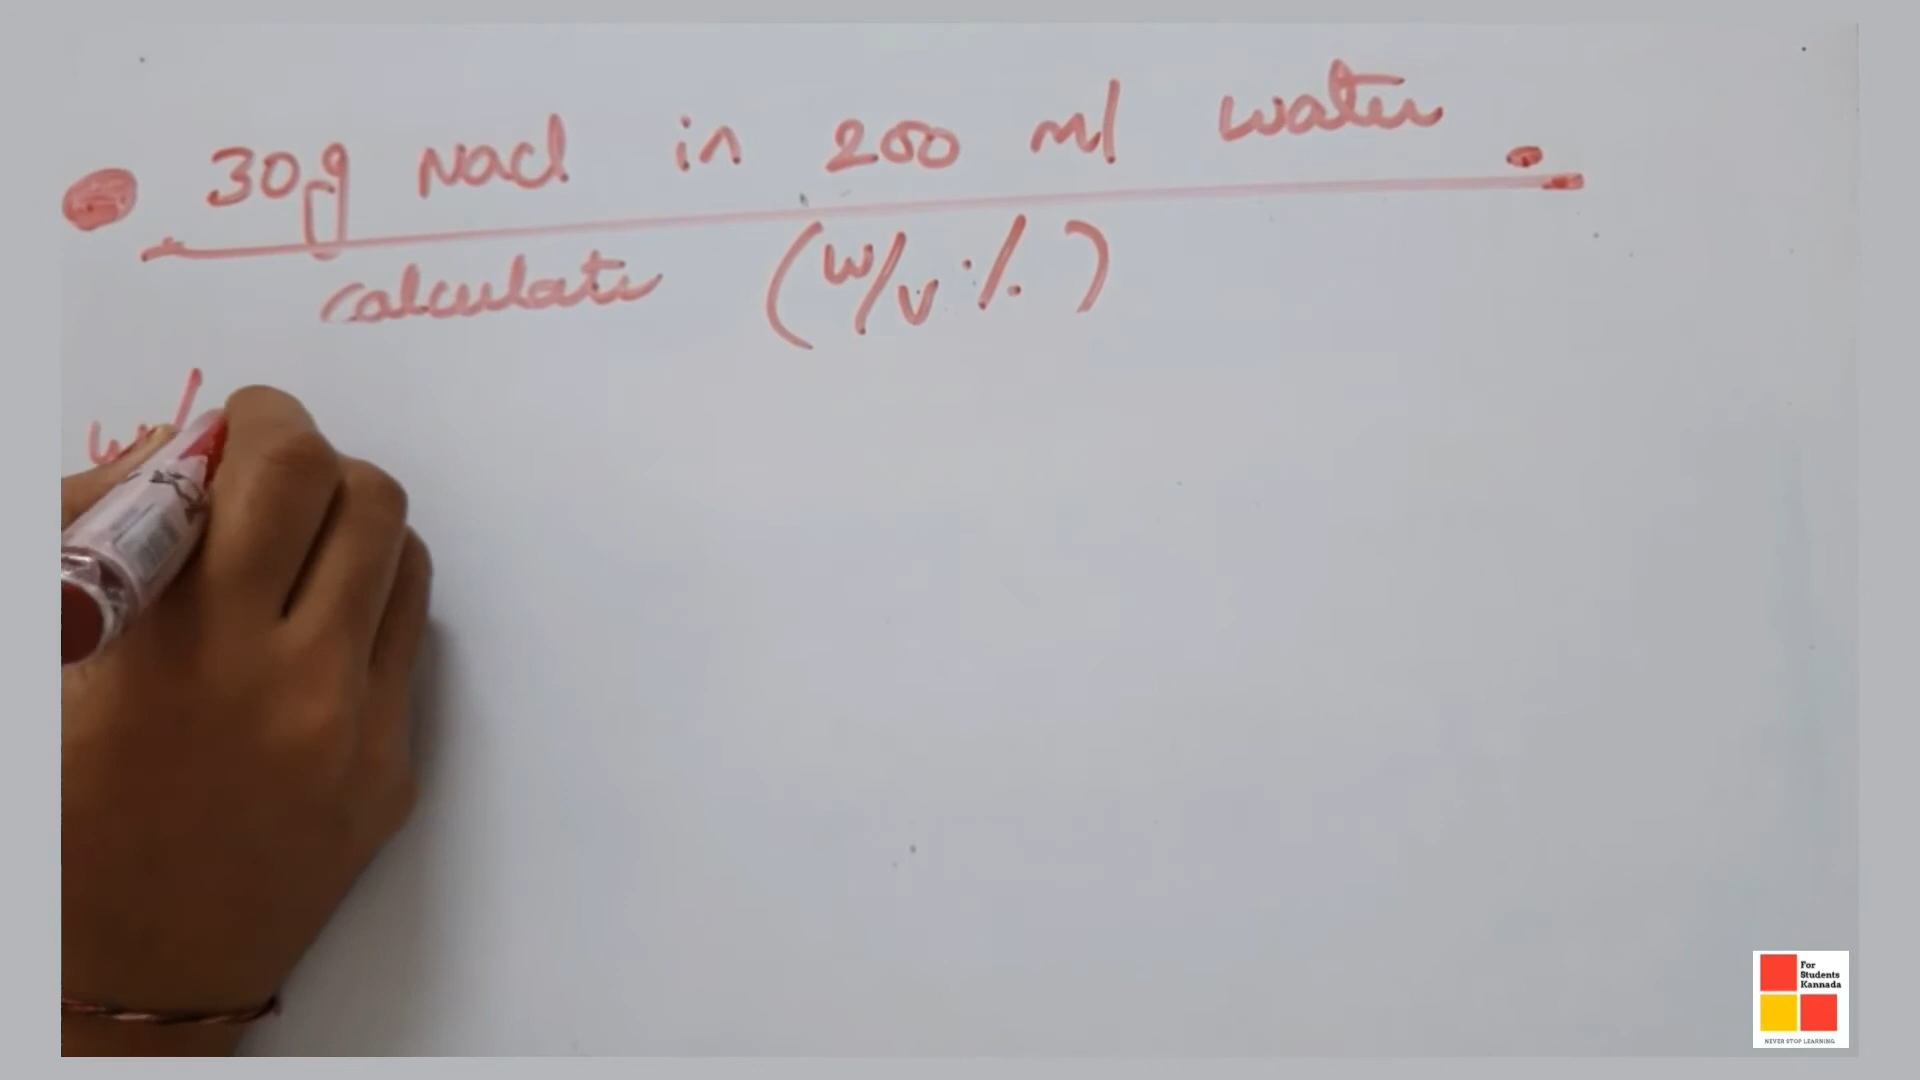 30g Nacl in 200 ml water
calculate (w/v %)
w/
For
Students
Kannada
NEVER STOP LEARNING